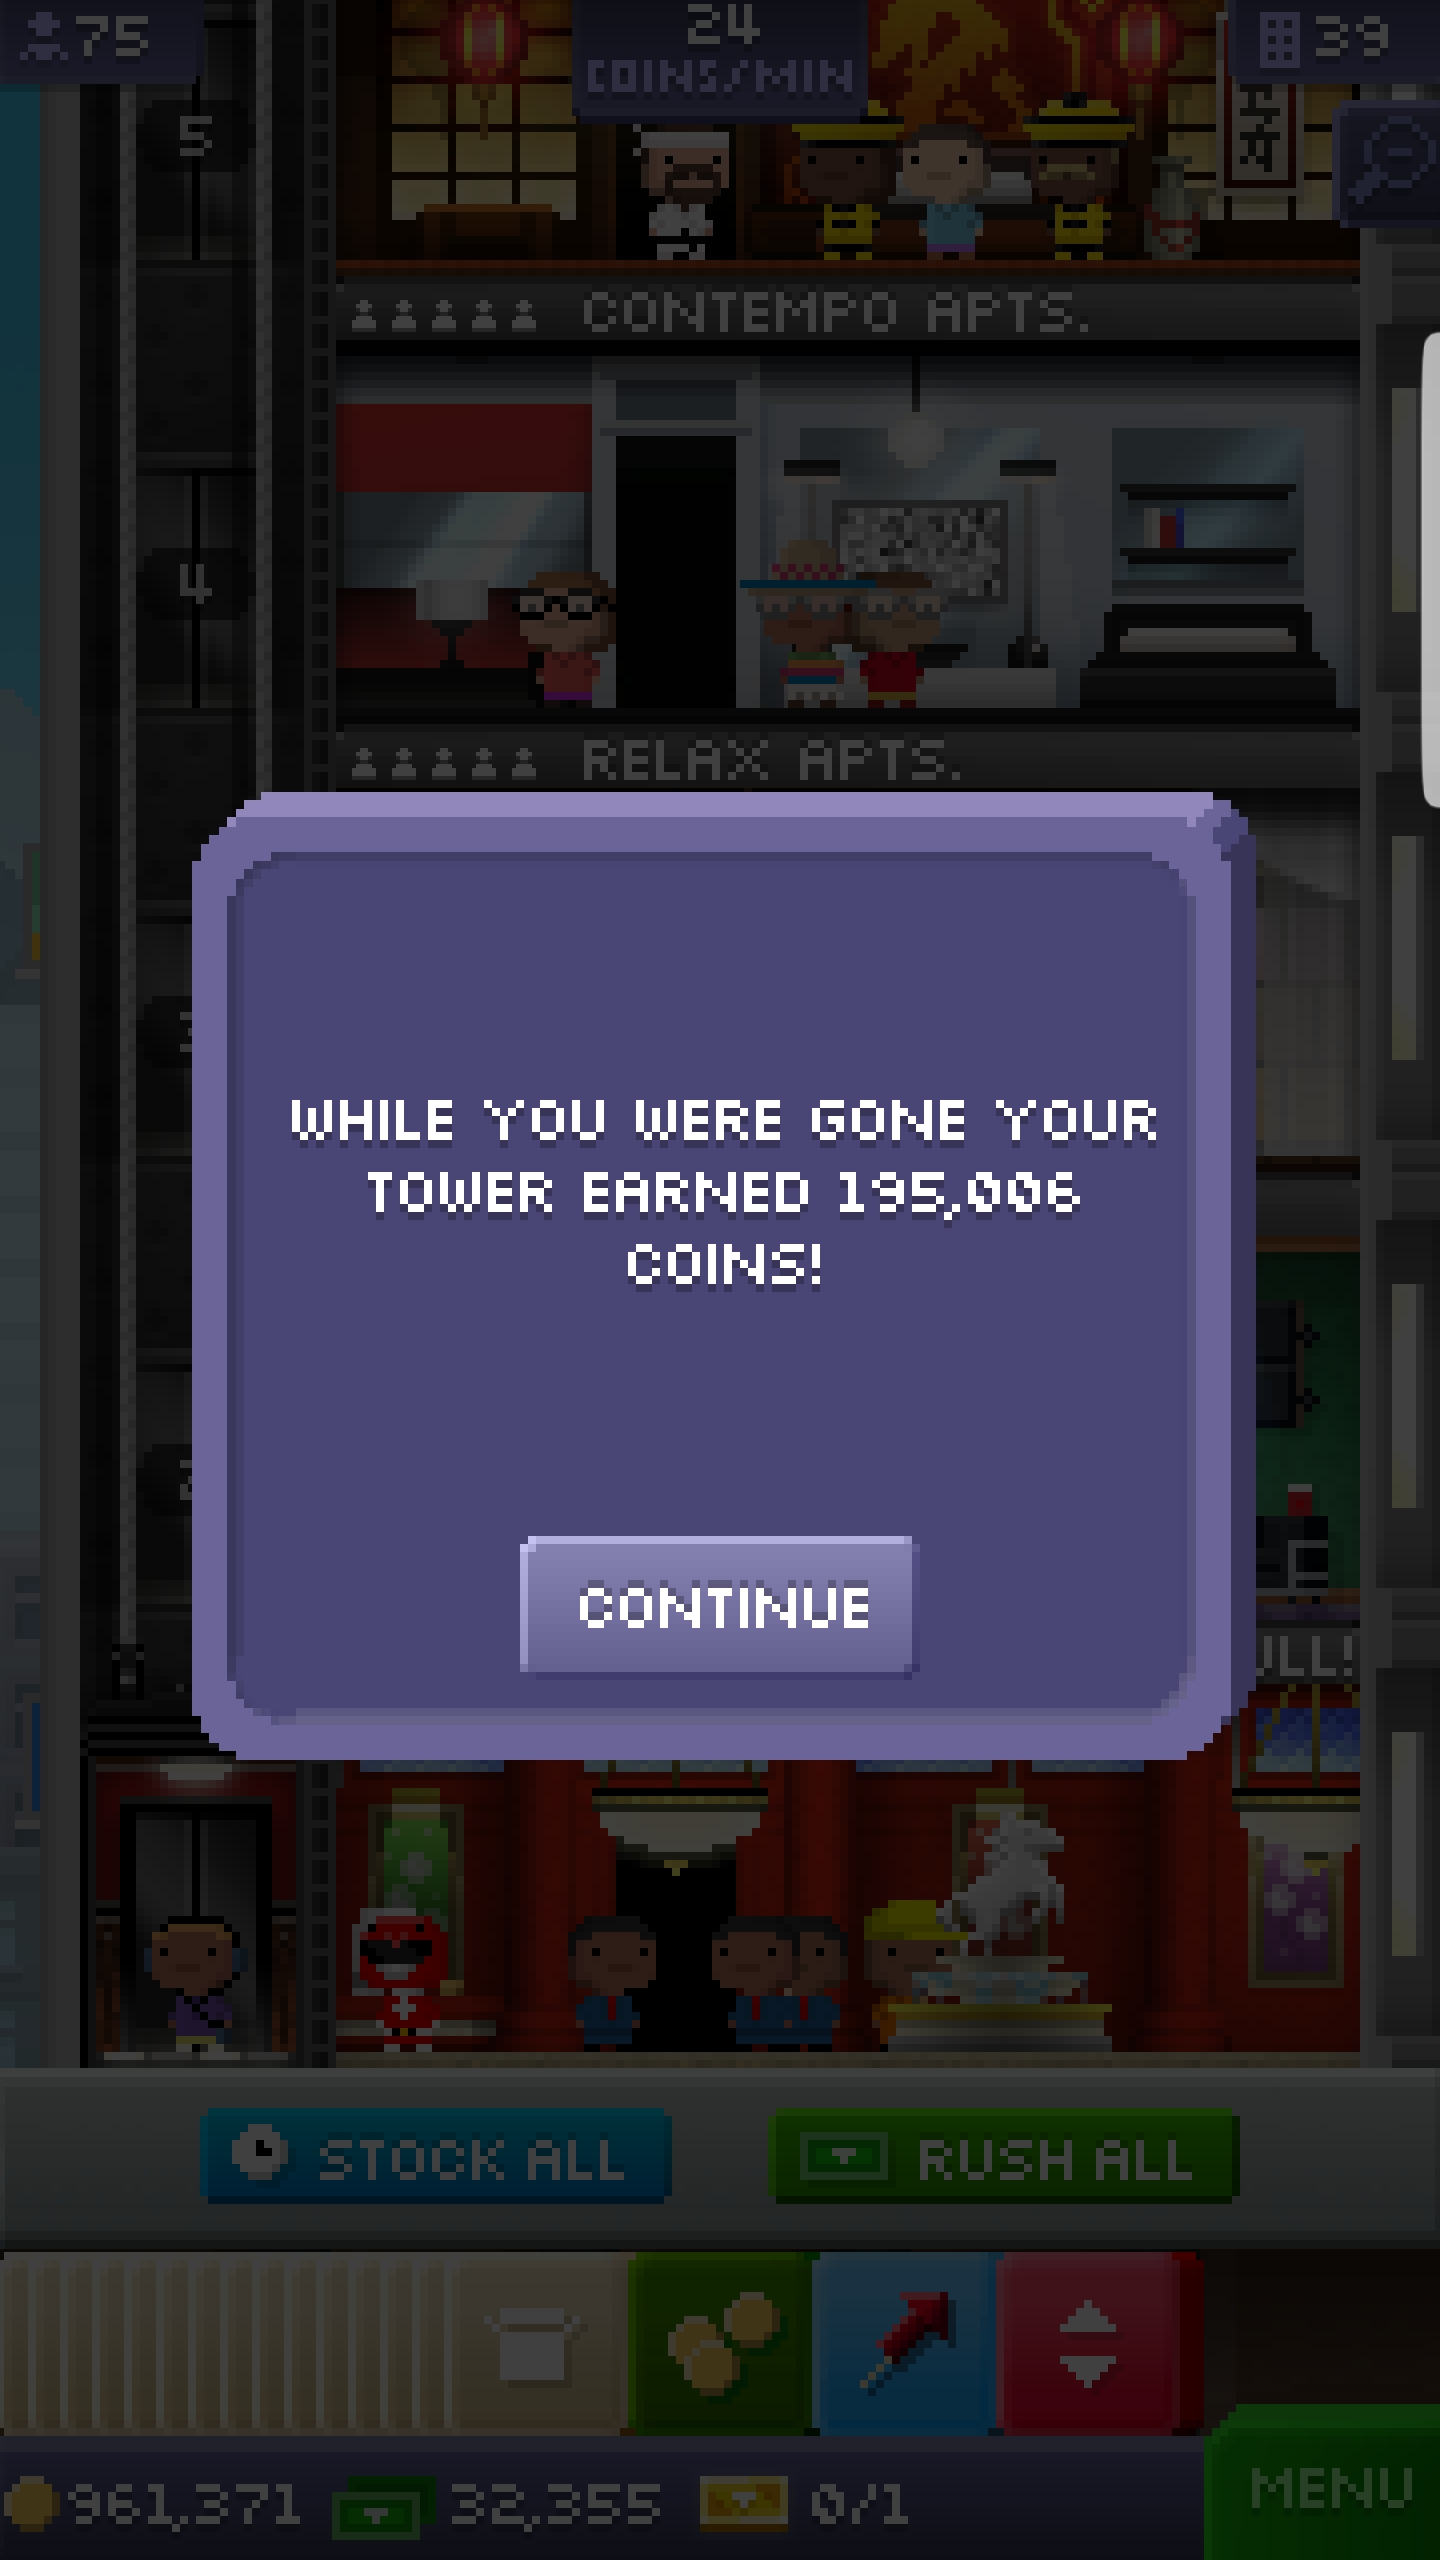 75
24
COINS/MIN
39
5
CONTEMPO APTS.
4
RELAX APTS.
WHILE YOU WERE GONE YOUR
TOWER EARNED 195,006
COINS!
CONTINUE
STOCK ALL
RUSH ALL
961,371
32,355
0/1
MENU